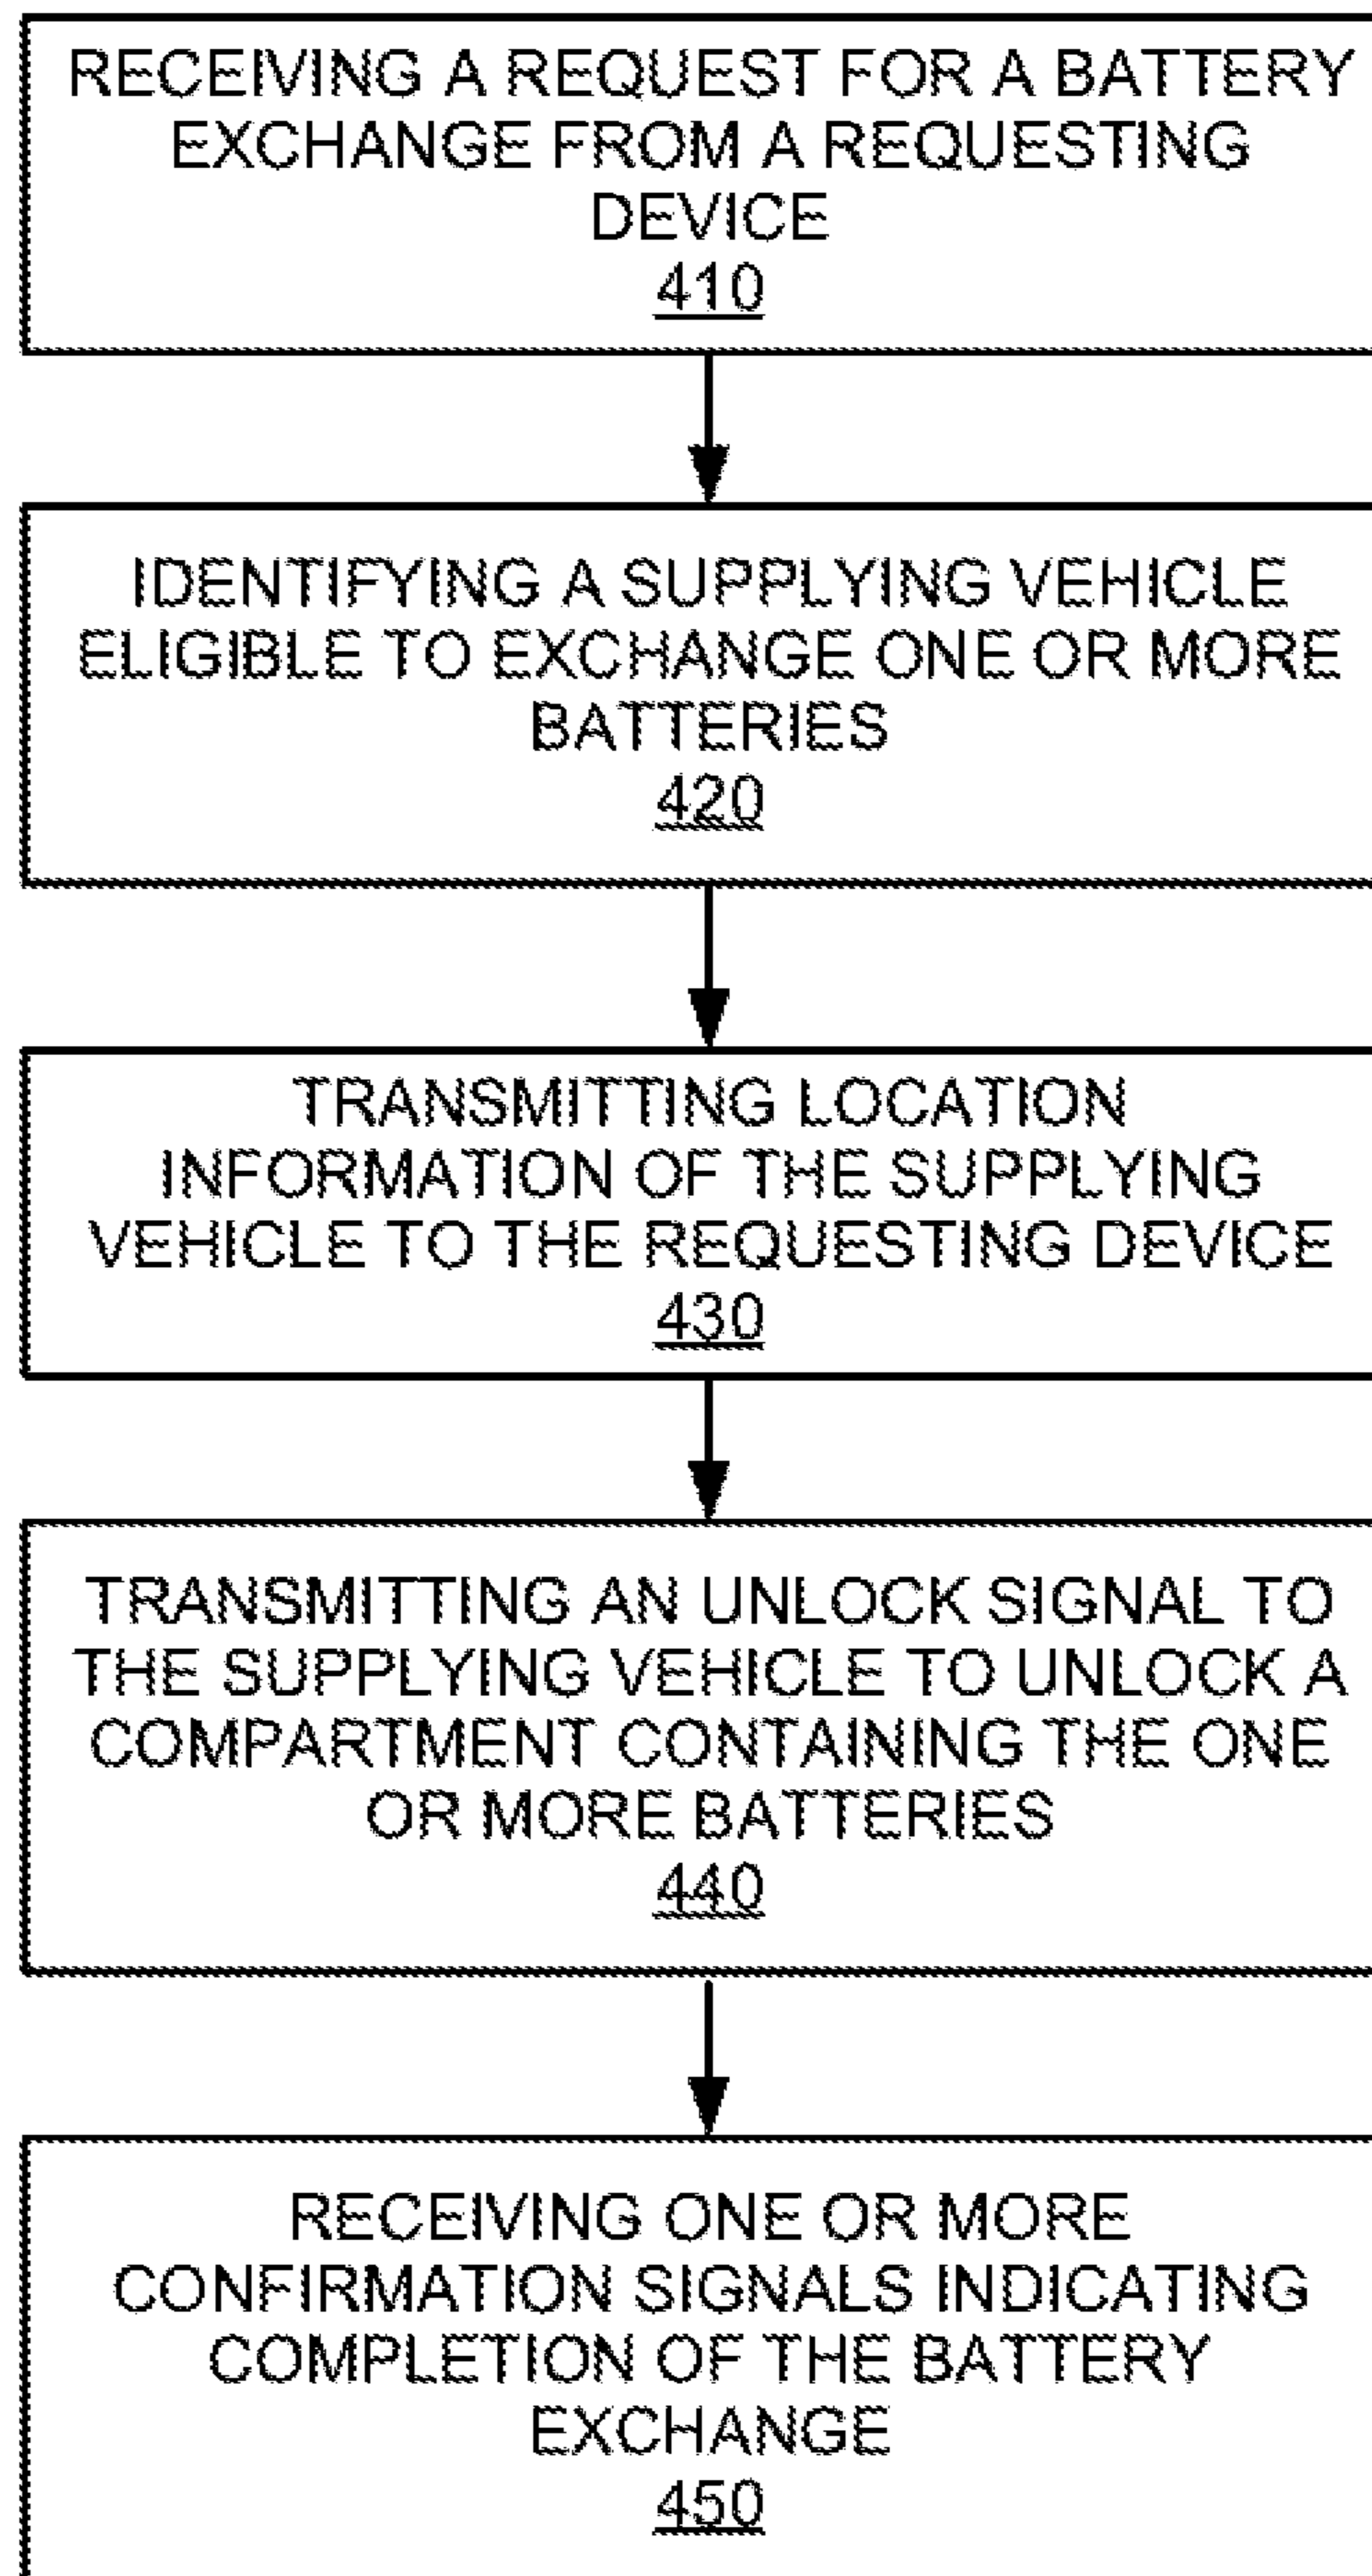 RECEIVING A REQUEST FOR A BATTERY
EXCHANGE FROM A REQUESTING
DEVICE
410
IDENTIFYING A SUPPLYING VEHICLE
ELIGIBLE TO EXCHANGE ONE OR MORE
BATTERIES
420
TRANSMITTING LOCATION
INFORMATION OF THE SUPPLYING
VEHICLE TO THE REQUESTING DEVICE
430
TRANSMITTING AN UNLOCK SIGNAL TO
THE SUPPLYING VEHICLE TO UNLOCK A
COMPARTMENT CONTAINING THE ONE
OR MORE BATTERIES
440
RECEIVING ONE OR MORE
CONFIRMATION SIGNALS INDICATING
COMPLETION OF THE BATTERY
EXCHANGE
450